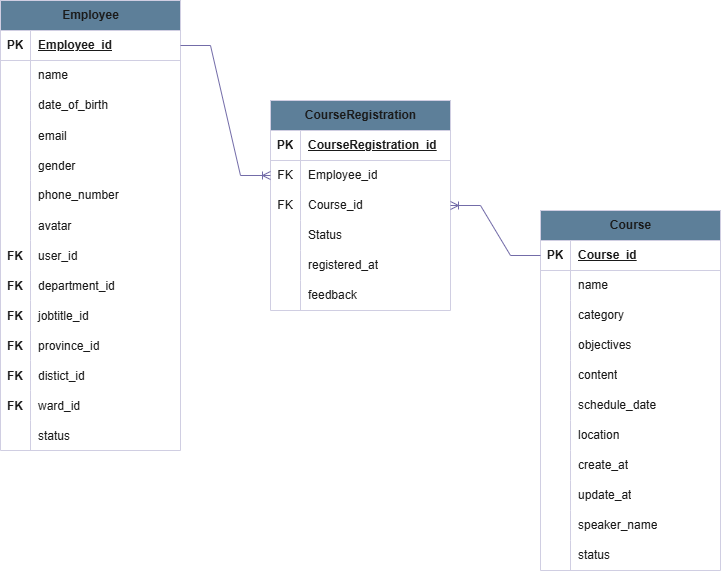 Employee
PK Employee_id
name
date_of_birth
email
gender
phone_number
avatar
FK user_id
FK department_id
FK jobtitle_id
FK province_id
FK distict_id
FK ward_id
status
CourseRegistration
PK CourseRegistration_id
FK Employee_id
FK Course_id
Status
registered_at
feedback
Course
PK Course_id
name
category
objectives
content
schedule_date
location
create_at
update_at
speaker_name
status